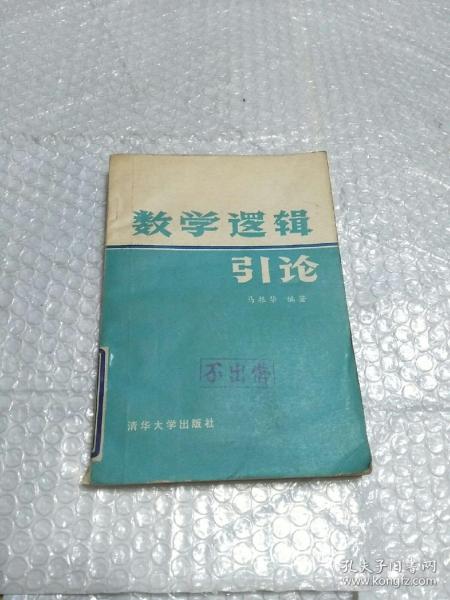 数学逻辑
引论
马振华 编著
不出借
清华大学出版社
孔夫子旧书网
www.kongfz.com